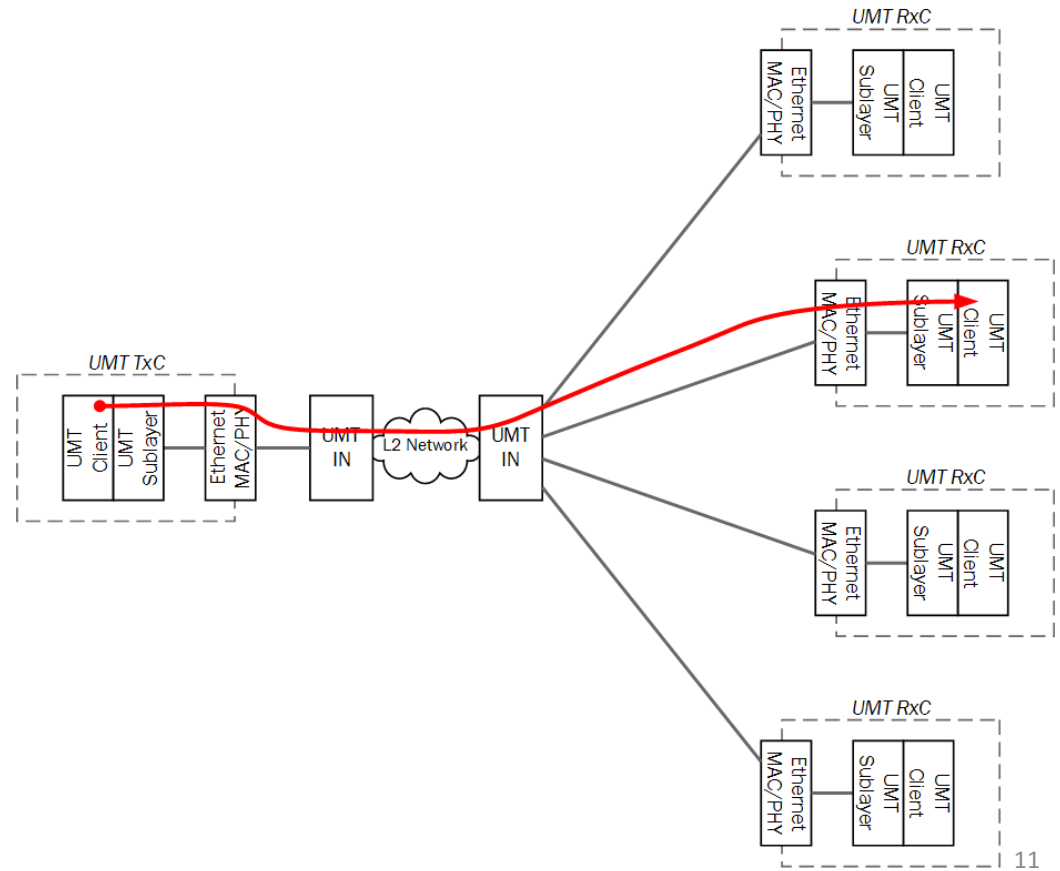 UMT RxC
Ethernet
MAC/PHY
UMT
Sublayer
UMT
Client
UMT RxC
Ethernet
MAC/PHY
UMT
Sublayer
UMT
Client
UMT TxC
UMT
Client
UMT
Sublayer
Ethernet
MAC/PHY
UMT
IN
L2 Network
UMT
IN
UMT RxC
Ethernet
MAC/PHY
UMT
Sublayer
UMT
Client
UMT RxC
Ethernet
MAC/PHY
UMT
Sublayer
UMT
Client
11